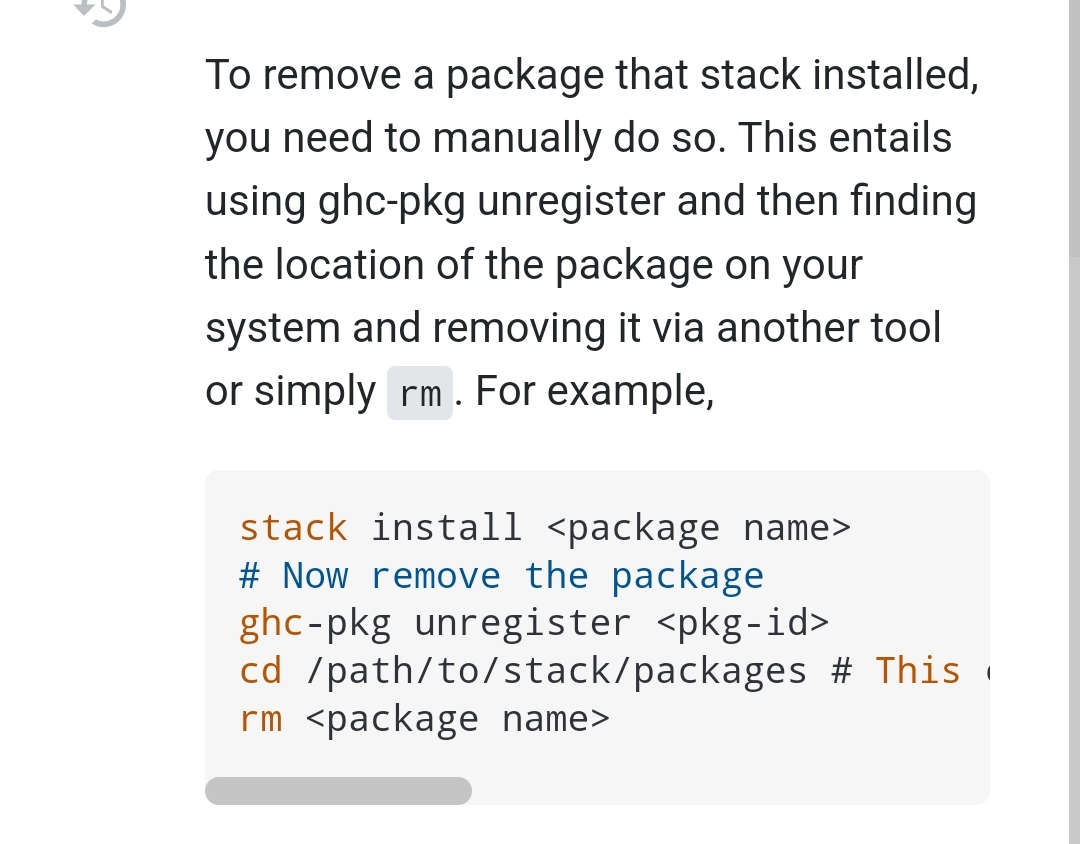 To remove a package that stack installed,
you need to manually do so. This entails
using ghc-pkg unregister and then finding
the location of the package on your
system and removing it via another tool
or simply rm. For example,
stack install <package name>
# Now remove the package
ghc-pkg unregister <pkg-id>
cd /path/to/stack/packages # This
rm <package name>